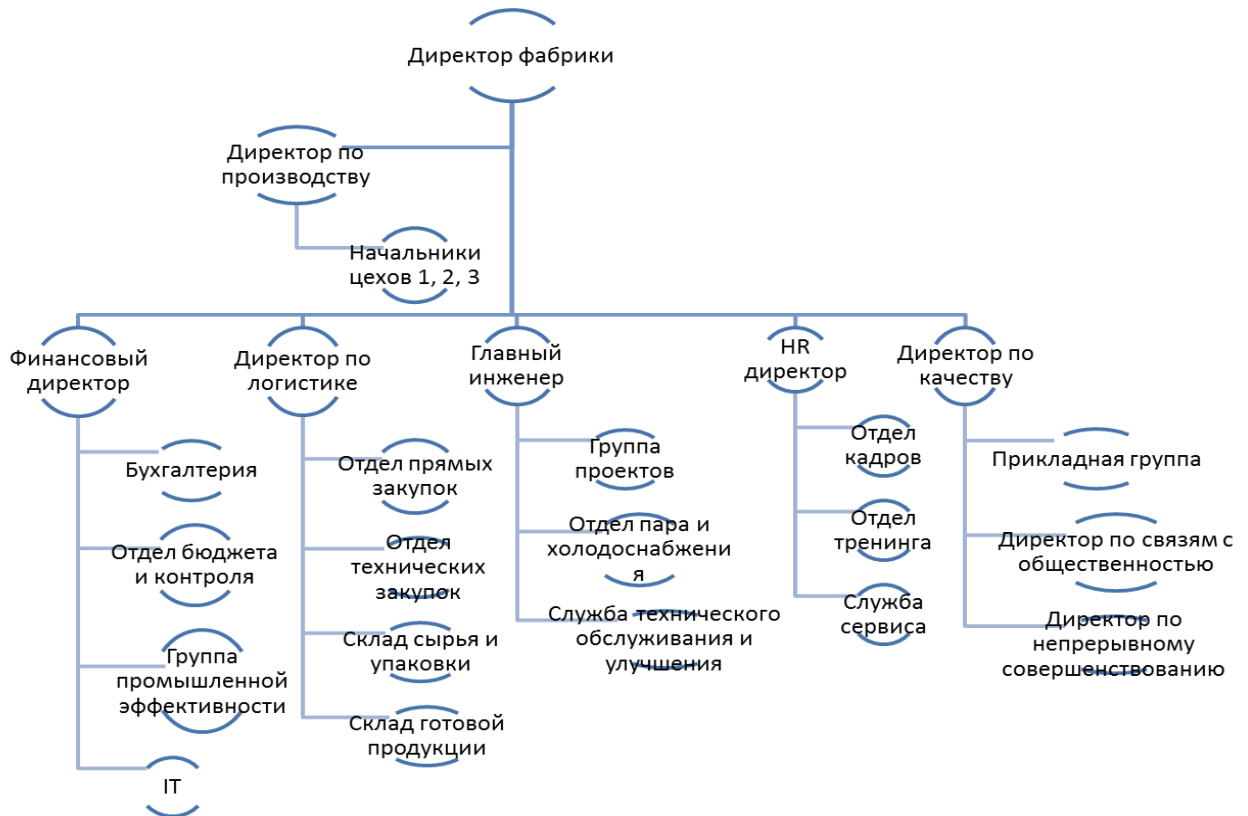 Директор фабрики
Директор по
производству
Начальники
цехов 1, 2, 3
Финансовый
директор
Директор по
логистике
Главный
инженер
HR
директор
Директор по
качеству
Бухгалтерия
Отдел бюджета
и контроля
Группа
промышленной
эффективности
IT
Отдел прямых
закупок
Отдел
технических
закупок
Склад сырья и
упаковки
Склад готовой
продукции
Группа
проектов
Отдел пара и
холодоснабжени
я
Служба технического
обслуживания и
улучшения
Отдел
кадров
Отдел
тренинга
Служба
сервиса
Прикладная группа
Директор по связям с
общественностью
Директор по
непрерывному
совершенствованию